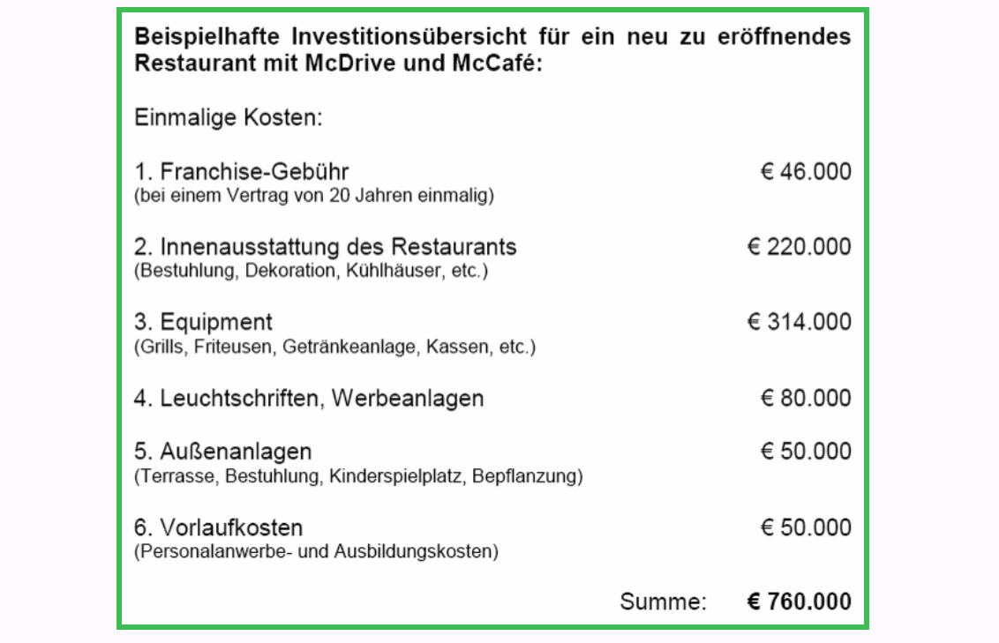 Beispielhafte Investitionsübersicht für ein neu zu eröffnendes
Restaurant mit McDrive und McCafé:
Einmalige Kosten:
1. Franchise-Gebühr € 46.000
(bei einem Vertrag von 20 Jahren einmalig)
2. Innenausstattung des Restaurants € 220.000
(Bestuhlung, Dekoration, Kühlhäuser, etc.)
3. Equipment € 314.000
(Grills, Friteusen, Getränkeanlage, Kassen, etc.)
4. Leuchtschriften, Werbeanlagen € 80.000
5. Außenanlagen € 50.000
(Terrasse, Bestuhlung, Kinderspielplatz, Bepflanzung)
6. Vorlaufkosten € 50.000
(Personalanwerbe- und Ausbildungskosten)
Summe: € 760.000